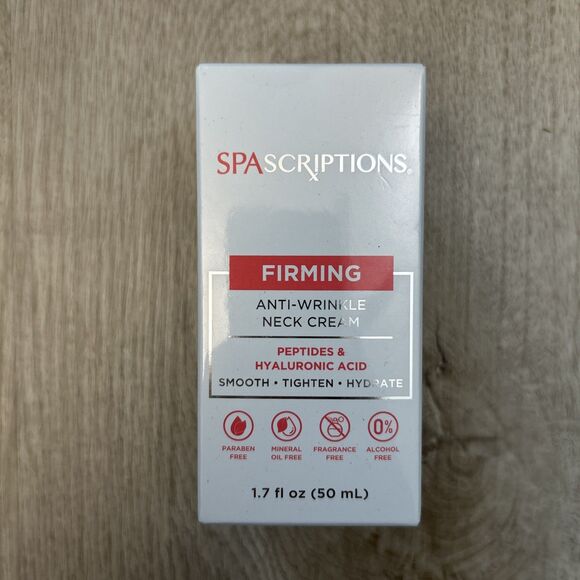 SPASCRIPTIONS®
FIRMING
ANTI-WRINKLE
NECK CREAM
PEPTIDES &
HYALURONIC ACID
SMOOTH • TIGHTEN • HYDRATE
0%
PARABEN FREE
MINERAL OIL FREE
FRAGRANCE FREE
ALCOHOL FREE
1.7 fl oz (50 mL)